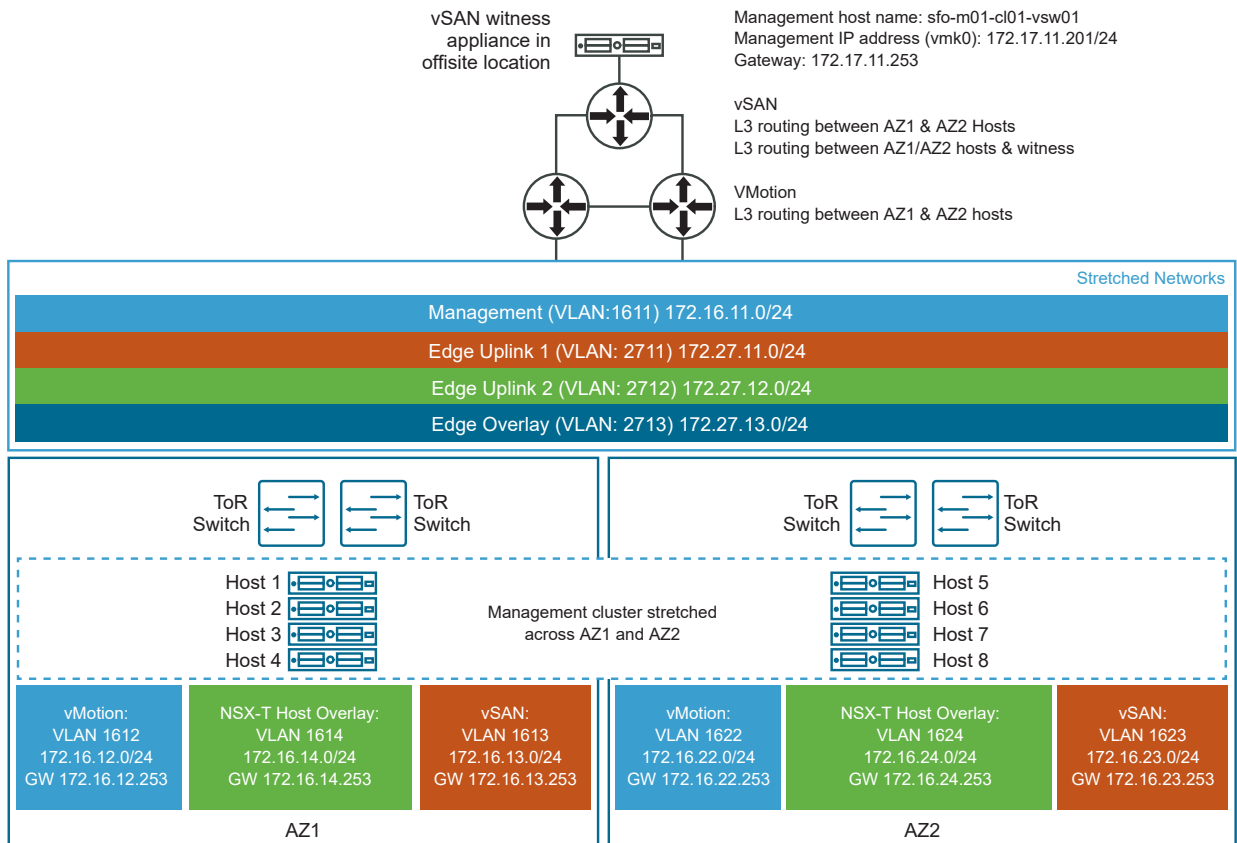 vSAN witness
appliance in
offisite location
Management host name: sfo-m01-cl01-vsw01
Management IP address (vmk0): 172.17.11.201/24
Gateway: 172.17.11.253
vSAN
L3 routing between AZ1 & AZ2 Hosts
L3 routing between AZ1/AZ2 hosts & witness
VMotion
L3 routing between AZ1 & AZ2 hosts
Stretched Networks
Management (VLAN:1611) 172.16.11.0/24
Edge Uplink 1 (VLAN: 2711) 172.27.11.0/24
Edge Uplink 2 (VLAN: 2712) 172.27.12.0/24
Edge Overlay (VLAN: 2713) 172.27.13.0/24
ToR
Switch
ToR
Switch
ToR
Switch
ToR
Switch
Host 1
Host 2
Host 3
Host 4
Management cluster stretched
across AZ1 and AZ2
Host 5
Host 6
Host 7
Host 8
vMotion:
VLAN 1612
172.16.12.0/24
GW 172.16.12.253
NSX-T Host Overlay:
VLAN 1614
172.16.14.0/24
GW 172.16.14.253
vSAN:
VLAN 1613
172.16.13.0/24
GW 172.16.13.253
vMotion:
VLAN 1622
172.16.22.0/24
GW 172.16.22.253
NSX-T Host Overlay:
VLAN 1624
172.16.24.0/24
GW 172.16.24.253
vSAN:
VLAN 1623
172.16.23.0/24
GW 172.16.23.253
AZ1
AZ2